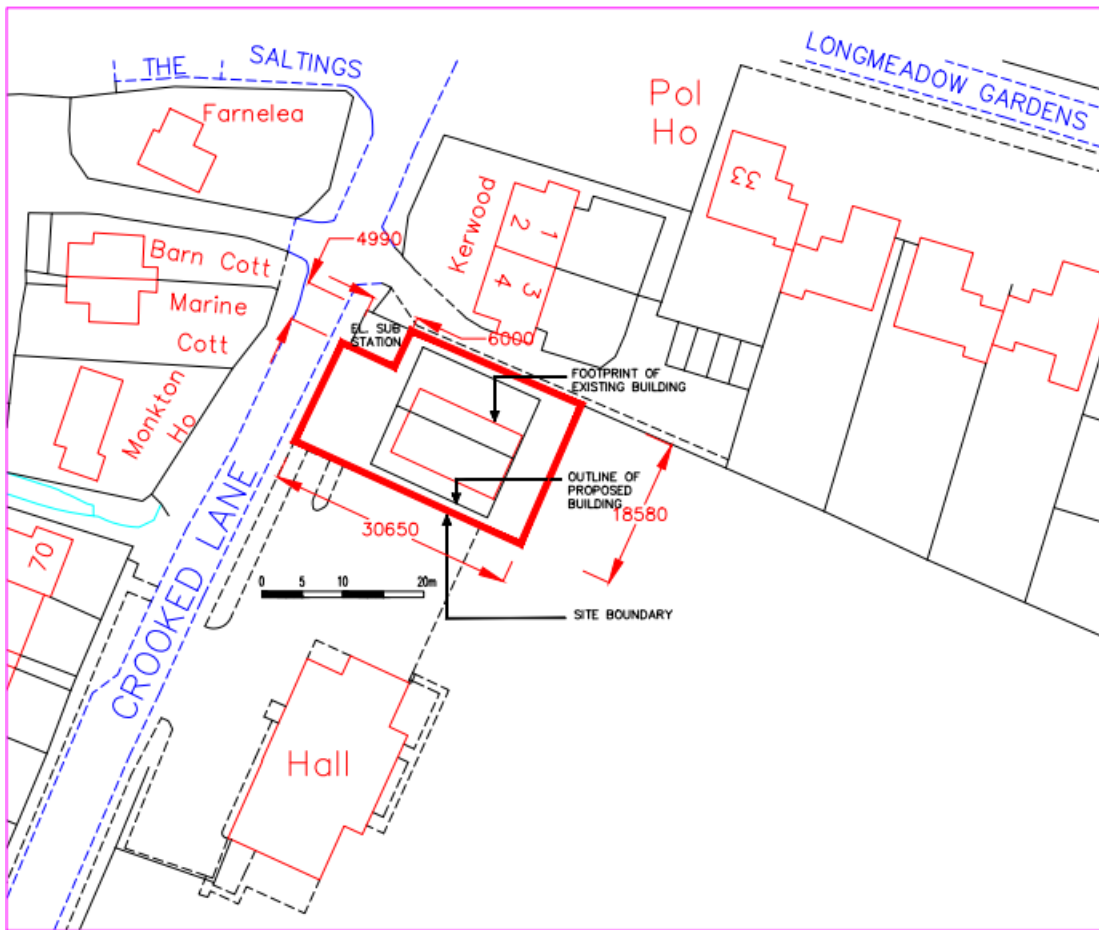 THE SALTINGS
LONGMEADOW GARDENS
Farnelea
Pol
Ho
33
Kerwood
1
2
3
4
Barn Cott
Marine
Cott
Monkton
Ho
4990
EL. SUB
STATION
6000
FOOTPRINT OF
EXISTING BUILDING
OUTLINE OF
PROPOSED
BUILDING
18580
30650
0 5 10 20m
SITE BOUNDARY
70
CROOKED LANE
Hall